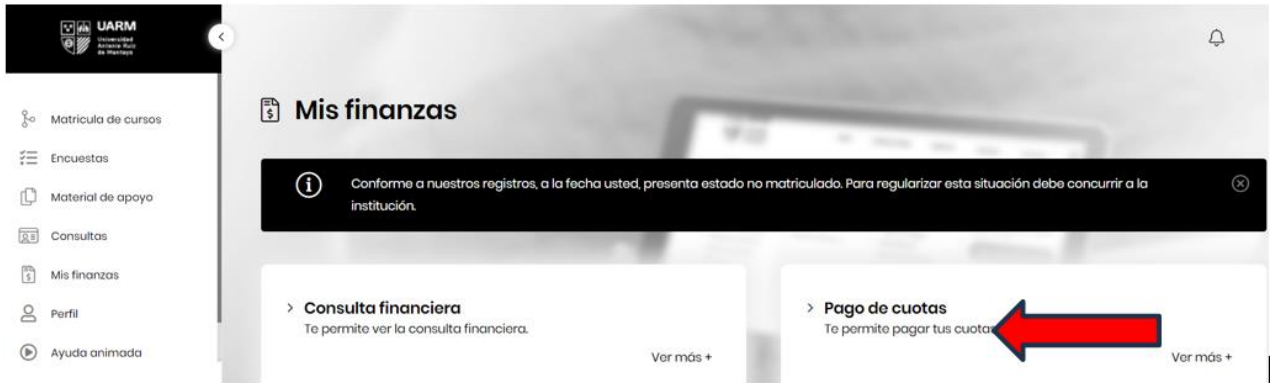 UARM
Universidad
Antonio Ruiz
de Montoya
Matricula de cursos
Encuestas
Material de apoyo
Consultas
Mis finanzas
Perfil
Ayuda animada
Mis finanzas
Conforme a nuestros registros, a la fecha usted, presenta estado no matriculado. Para regularizar esta situación debe concurrir a la
institución.
Consulta financiera
Te permite ver la consulta financiera.
Ver más +
Pago de cuotas
Te permite pagar tus cuotas
Ver más +